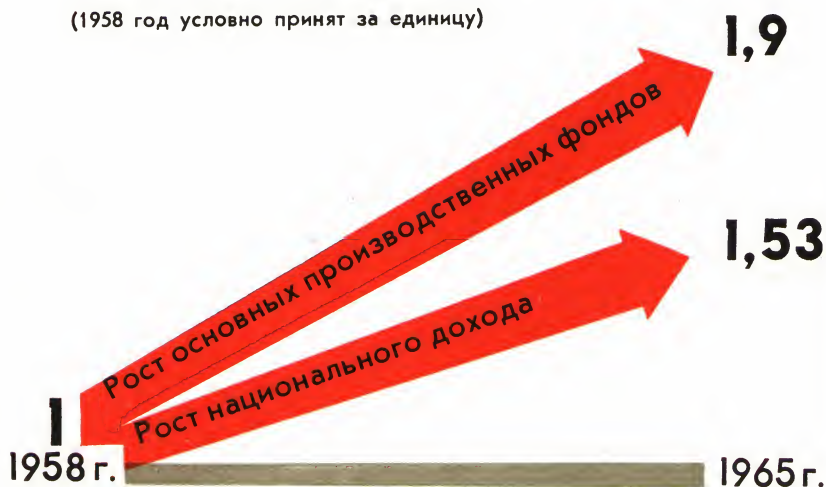 (1958 год условно принят за единицу)
1,9
Рост основных производственных фондов
1,53
Рост национального дохода
1
1958 г.
1965 г.